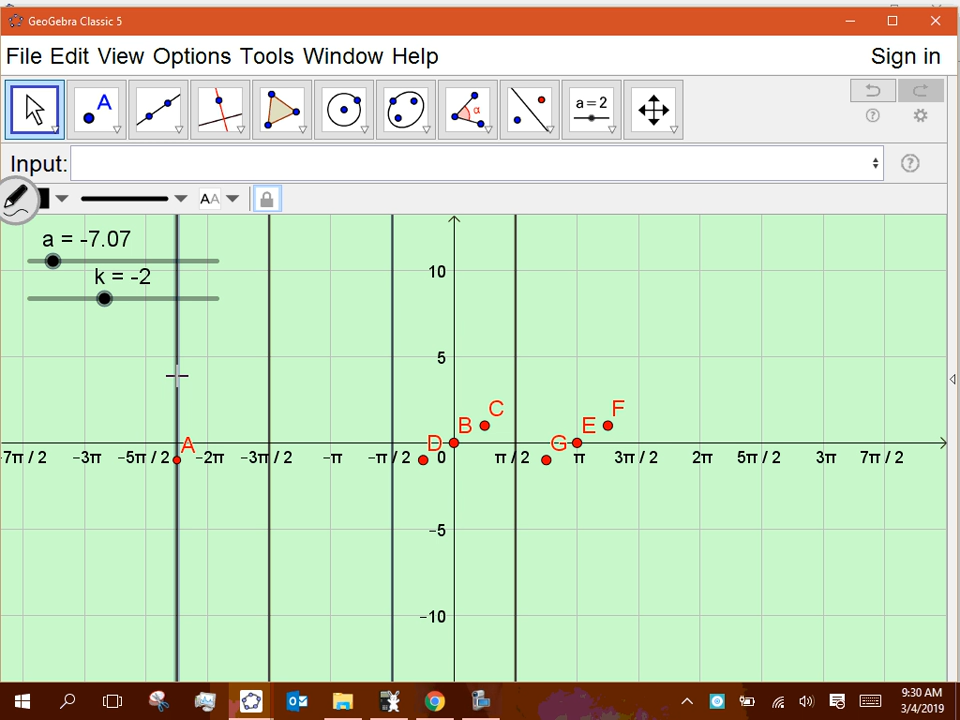 GeoGebra Classic 5
File Edit View Options Tools Window Help Sign in
A α a=2
Input:
AA
a = -7.07
k = -2
10
5
C F
B E
A D G
-7π / 2 -3π -5π / 2 -2π -3π / 2 -π -π / 2 0 π / 2 π 3π / 2 2π 5π / 2 3π 7π / 2
-5
-10
9:30 AM
3/4/2019